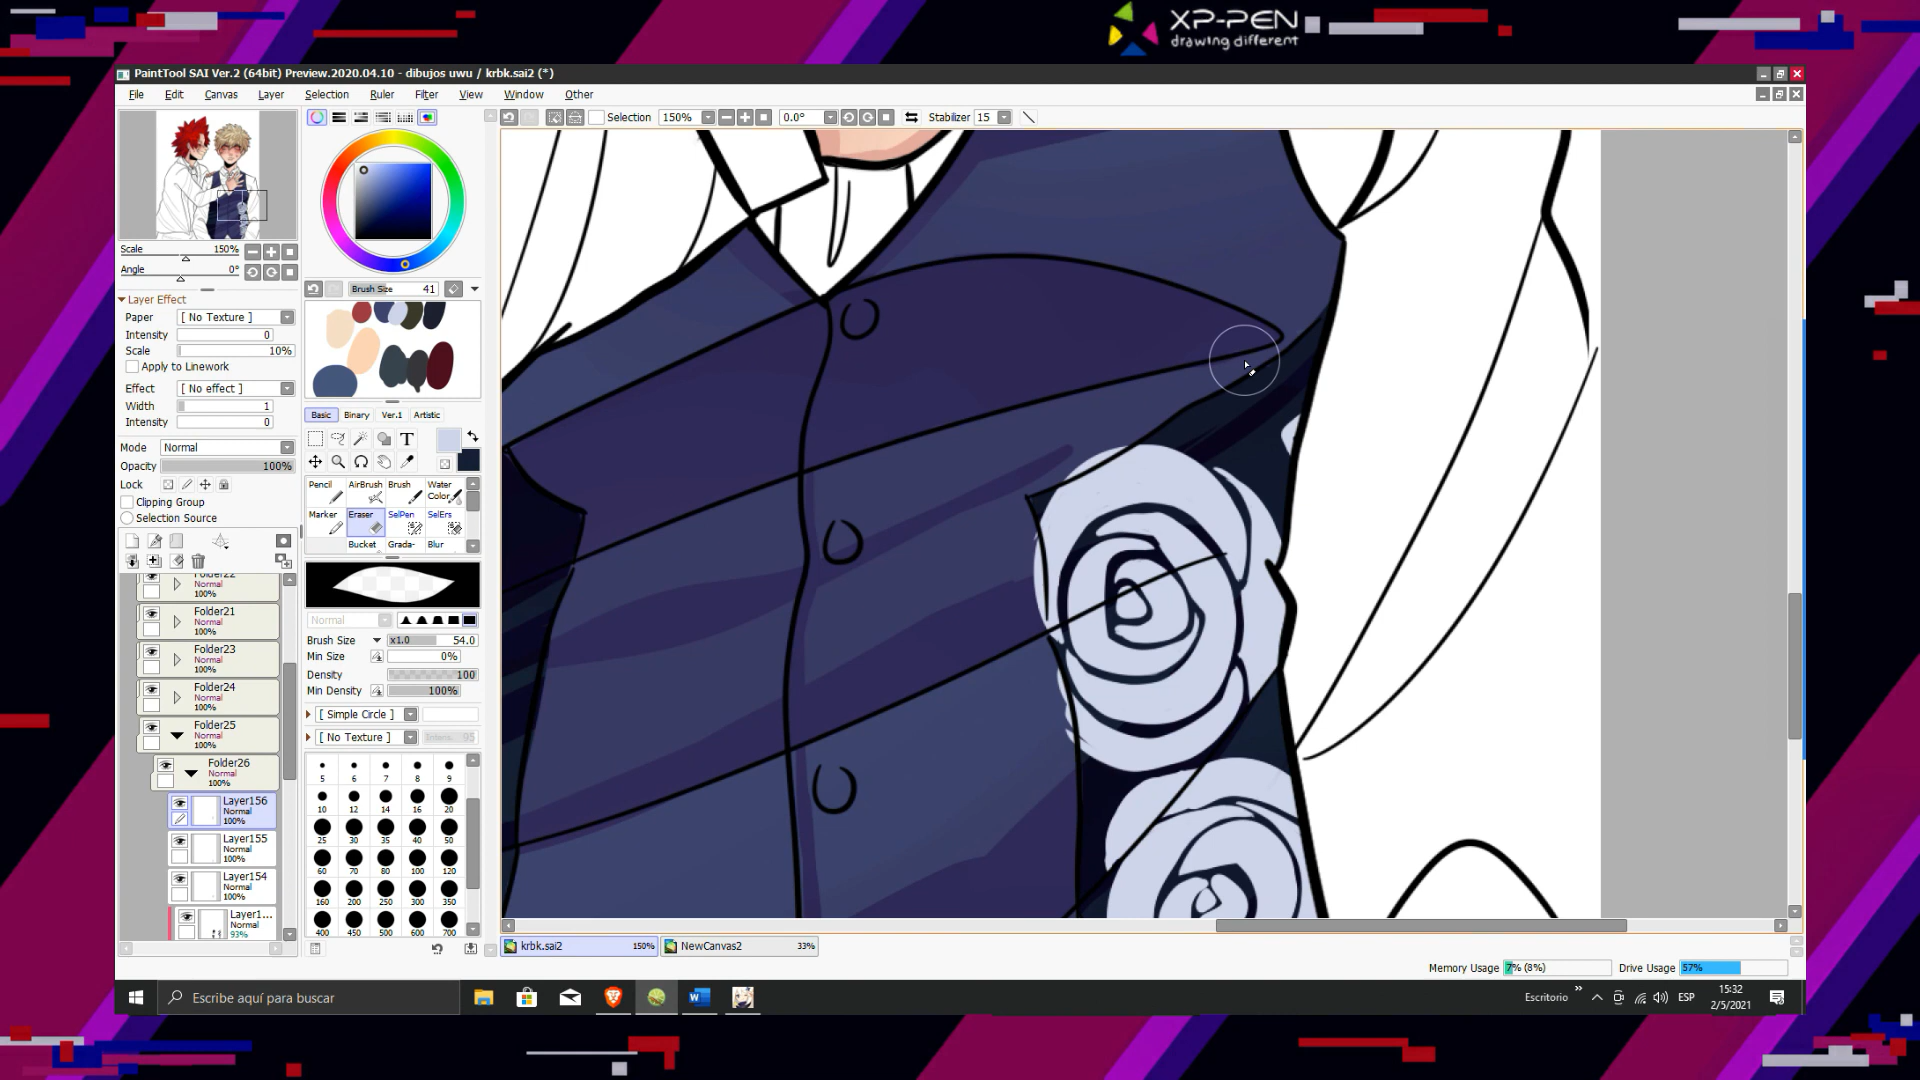 XP-PEN
drawing different
PaintTool SAI Ver.2 (64bit) Preview.2020.04.10 - dibujos uwu / krbk.sai2 (*)
File Edit Canvas Layer Selection Ruler Filter View Window Other
Selection 150% 0.0° Stabilizer 15
Scale 150%
Angle 0°
Layer Effect
Paper [ No Texture ]
Intensity 0
Scale 10%
Apply to Linework
Effect [ No effect ]
Width 1
Intensity 0
Mode Normal
Opacity 100%
Lock
Clipping Group
Selection Source
Folder22
Normal
100%
Folder21
Normal
100%
Folder23
Normal
100%
Folder24
Normal
100%
Folder25
Normal
100%
Folder26
Normal
100%
Layer156
Normal
100%
Layer155
Normal
100%
Layer154
Normal
100%
Layer1...
Normal
93%
Brush Size 41
Basic Binary Ver.1 Artistic
T
Pencil AirBrush Brush Water Color
Marker Eraser SelPen SelErs
Bucket Grada- Blur
Normal
Brush Size x1.0 54.0
Min Size 0%
Density 100
Min Density 100%
[ Simple Circle ]
[ No Texture ] 95
5 6 7 8 9
10 12 14 16 20
25 30 35 40 50
60 70 80 100 120
160 200 250 300 350
400 450 500 600 700
krbk.sai2 150% NewCanvas2 33%
Memory Usage 7% (8%) Drive Usage 57%
Escribe aquí para buscar
Escritorio
ESP
15:32
2/5/2021